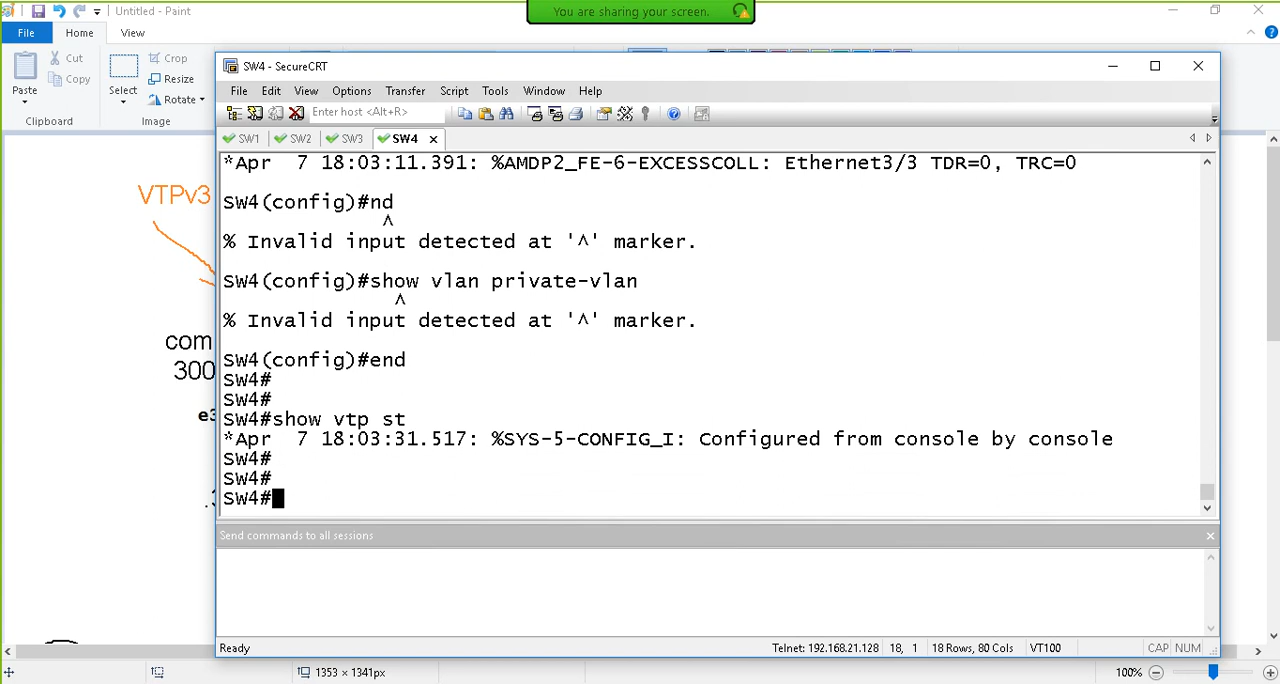 You are sharing your screen.
Untitled - Paint
File
Home
View
Paste
Cut
Copy
Clipboard
Select
Crop
Resize
Rotate
Image
SW4 - SecureCRT
File Edit View Options Transfer Script Tools Window Help
Enter host <Alt+R>
SW1
SW2
SW3
SW4
*Apr  7 18:03:11.391: %AMDP2_FE-6-EXCESSCOLL: Ethernet3/3 TDR=0, TRC=0
SW4(config)#nd
^
% Invalid input detected at '^' marker.
SW4(config)#show vlan private-vlan
^
% Invalid input detected at '^' marker.
SW4(config)#end
SW4#
SW4#
SW4#show vtp st
*Apr  7 18:03:31.517: %SYS-5-CONFIG_I: Configured from console by console
SW4#
SW4#
SW4#
Send commands to all sessions
Ready
Telnet: 192.168.21.128
18, 1
18 Rows, 80 Cols
VT100
CAP NUM
VTPv3
com
300
e3
1353 × 1341px
100%